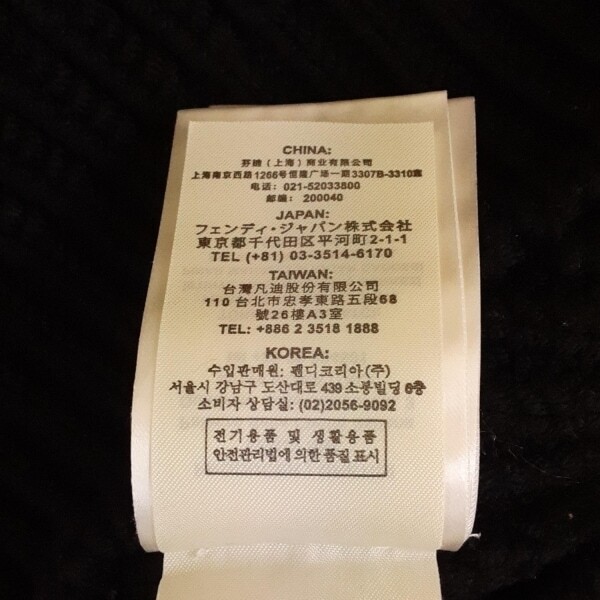 CHINA:
芬迪（上海）商业有限公司
上海南京西路1266号恒隆广场一期3307B-3310室
电话: 021-52033800
邮编: 200040
JAPAN:
フェンディ・ジャパン株式会社
東京都千代田区平河町2-1-1
TEL (+81) 03-3514-6170
TAIWAN:
台灣凡迪股份有限公司
110 台北市忠孝東路五段68
號26樓A3室
TEL: +886 2 3518 1888
KOREA:
수입판매원: 펜디코리아(주)
서울시 강남구 도산대로 439 소봉빌딩 6층
소비자 상담실: (02)2056-9092
전기용품 및 생활용품
안전관리법에 의한 품질표시